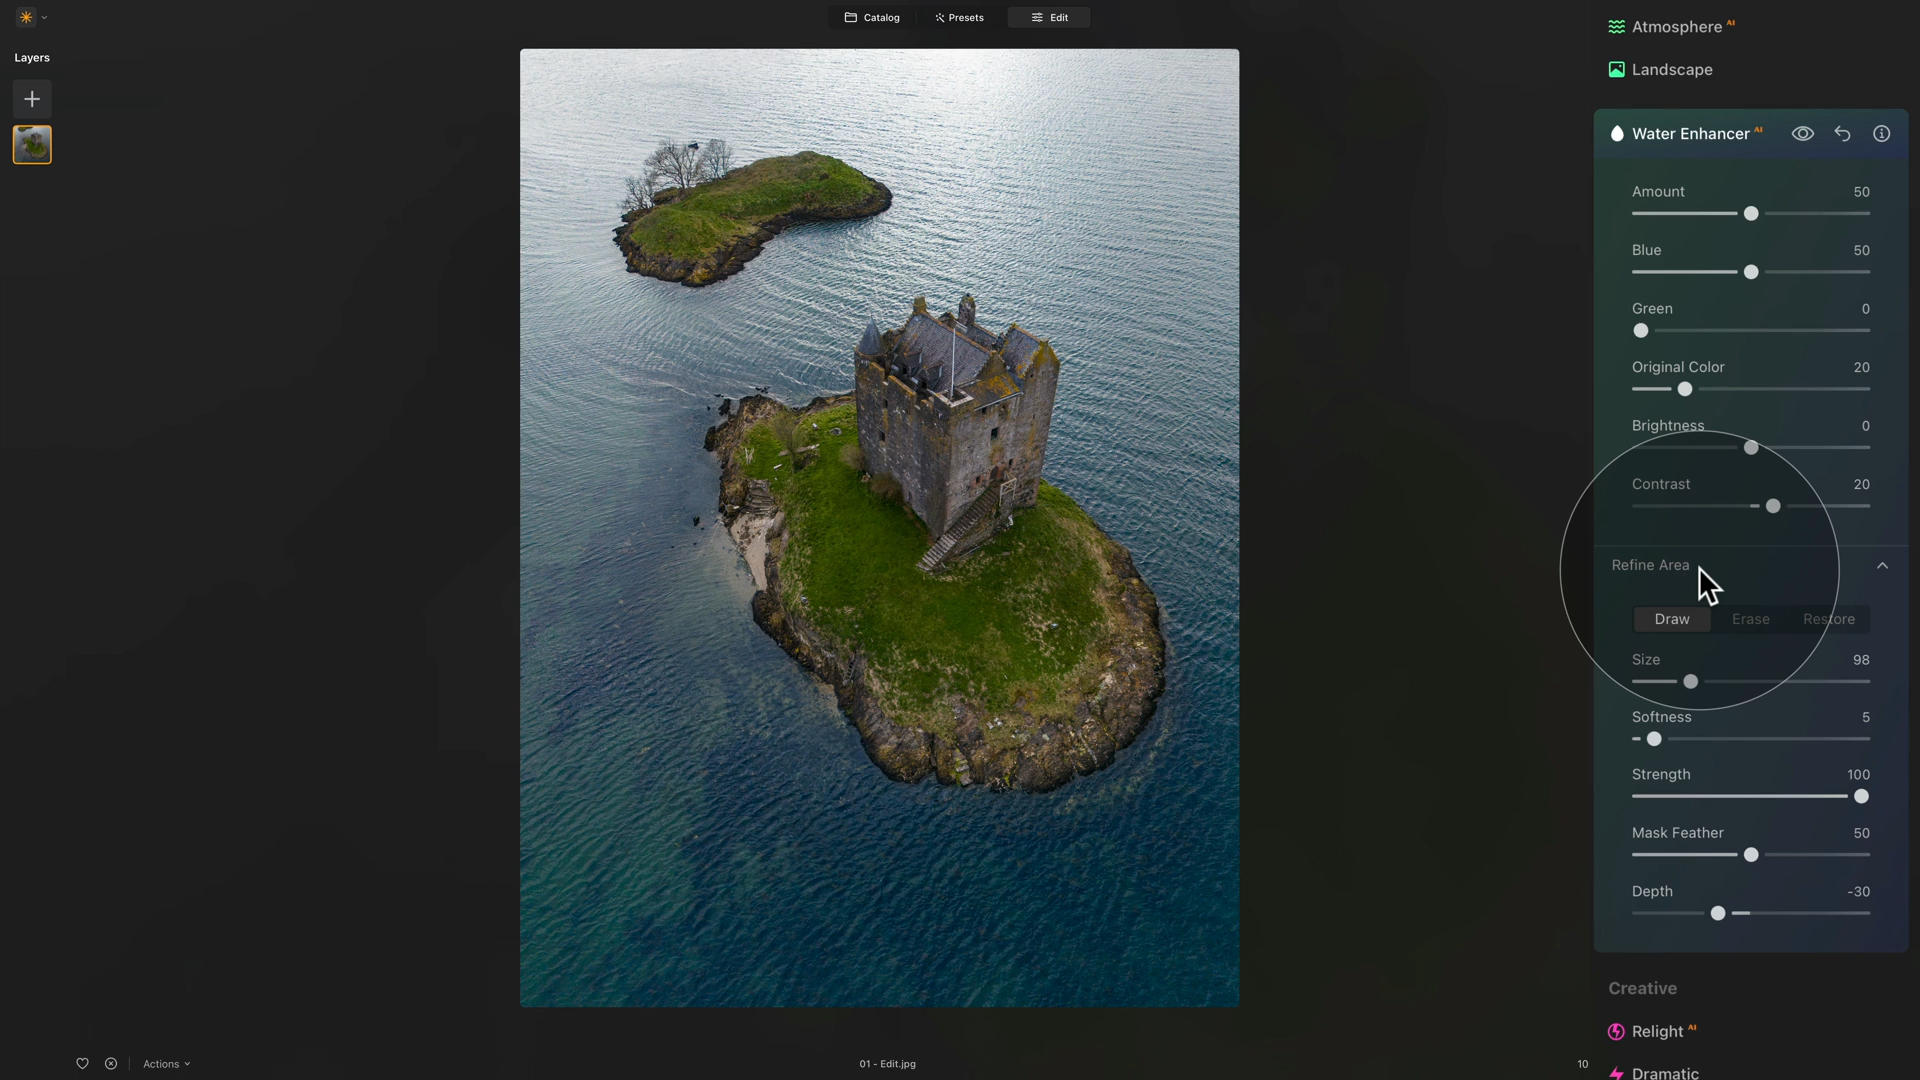 Catalog
Presets
Edit
Layers
Atmosphere AI
Landscape
Water Enhancer AI
Amount 50
Blue 50
Green 0
Original Color 20
Brightness 0
Contrast 20
Refine Area
Draw Erase Restore
Size 98
Softness 5
Strength 100
Mask Feather 50
Depth -30
Creative
Relight AI
Dramatic
Actions
01 - Edit.jpg
10